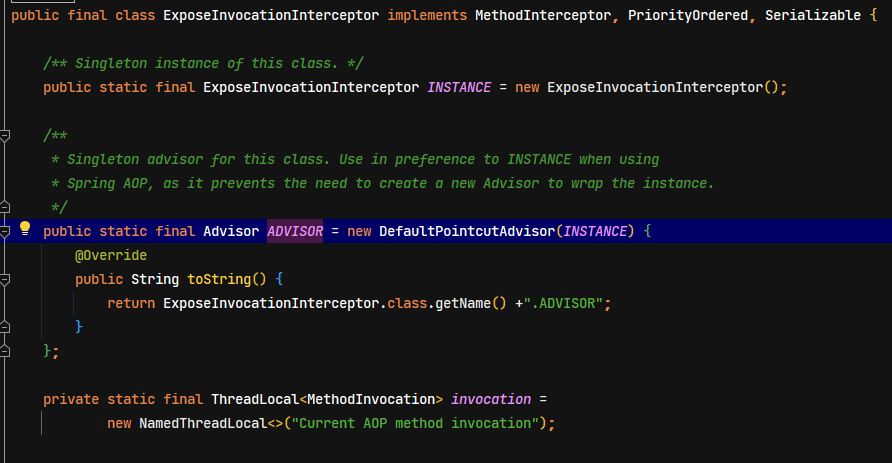 public final class ExposeInvocationInterceptor implements MethodInterceptor, PriorityOrdered, Serializable {
/** Singleton instance of this class. */
public static final ExposeInvocationInterceptor INSTANCE = new ExposeInvocationInterceptor();
/**
* Singleton advisor for this class. Use in preference to INSTANCE when using
* Spring AOP, as it prevents the need to create a new Advisor to wrap the instance.
*/
public static final Advisor ADVISOR = new DefaultPointcutAdvisor(INSTANCE) {
@Override
public String toString() {
return ExposeInvocationInterceptor.class.getName() +".ADVISOR";
}
};
private static final ThreadLocal<MethodInvocation> invocation =
new NamedThreadLocal<>("Current AOP method invocation");